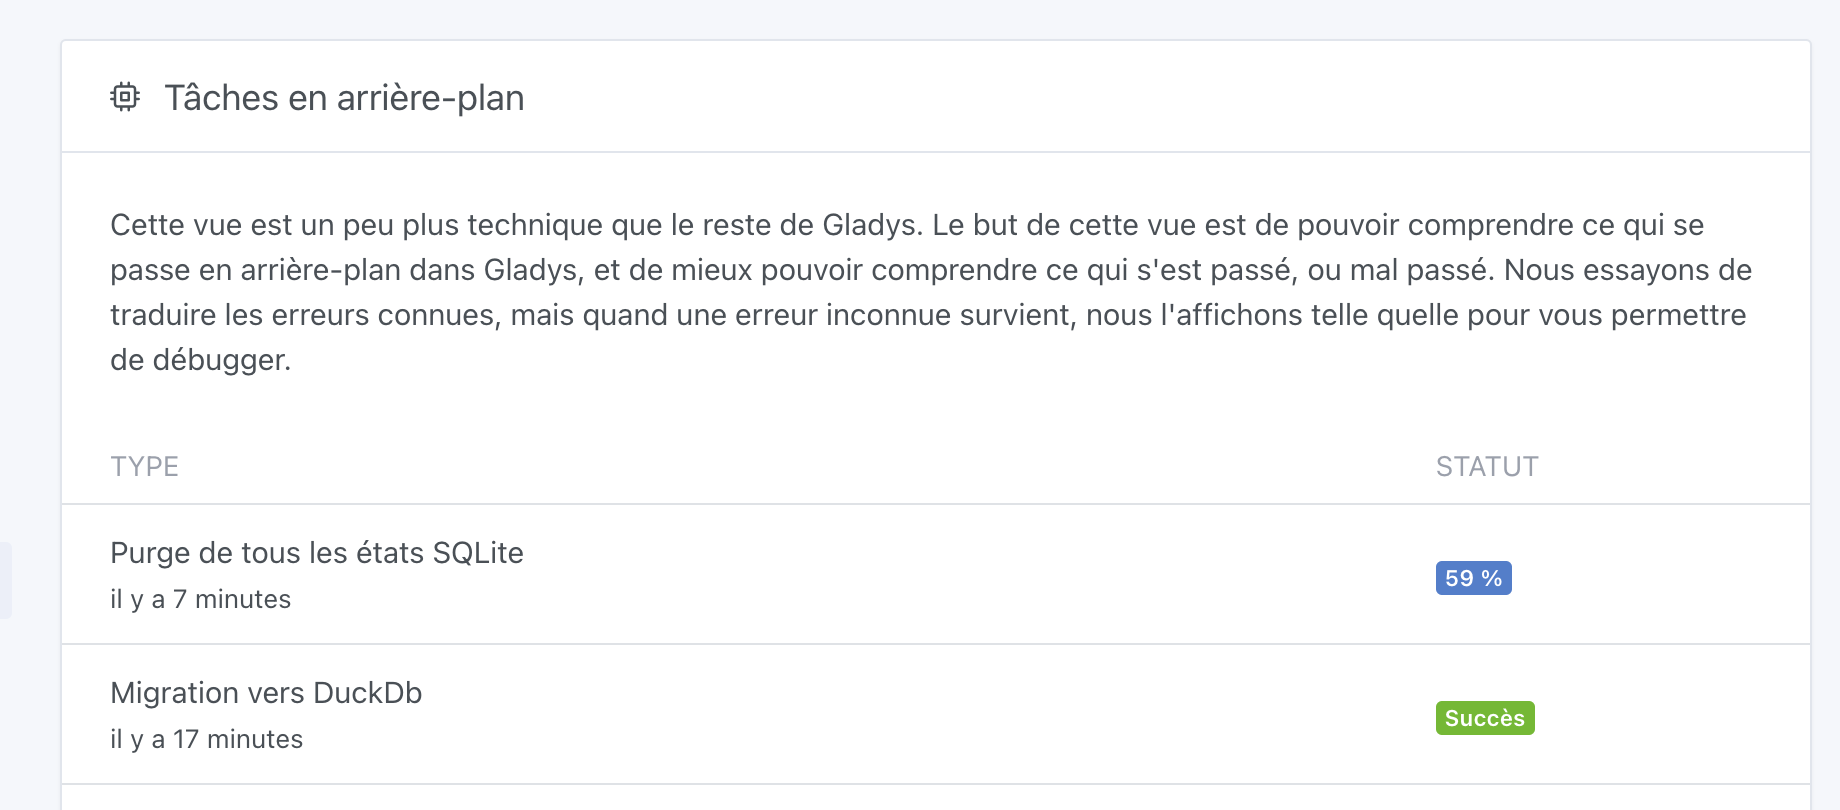 Tâches en arrière-plan
Cette vue est un peu plus technique que le reste de Gladys. Le but de cette vue est de pouvoir comprendre ce qui se
passe en arrière-plan dans Gladys, et de mieux pouvoir comprendre ce qui s'est passé, ou mal passé. Nous essayons de
traduire les erreurs connues, mais quand une erreur inconnue survient, nous l'affichons telle quelle pour vous permettre
de débugger.
TYPE STATUT
Purge de tous les états SQLite
il y a 7 minutes
59 %
Migration vers DuckDb
il y a 17 minutes
Succès